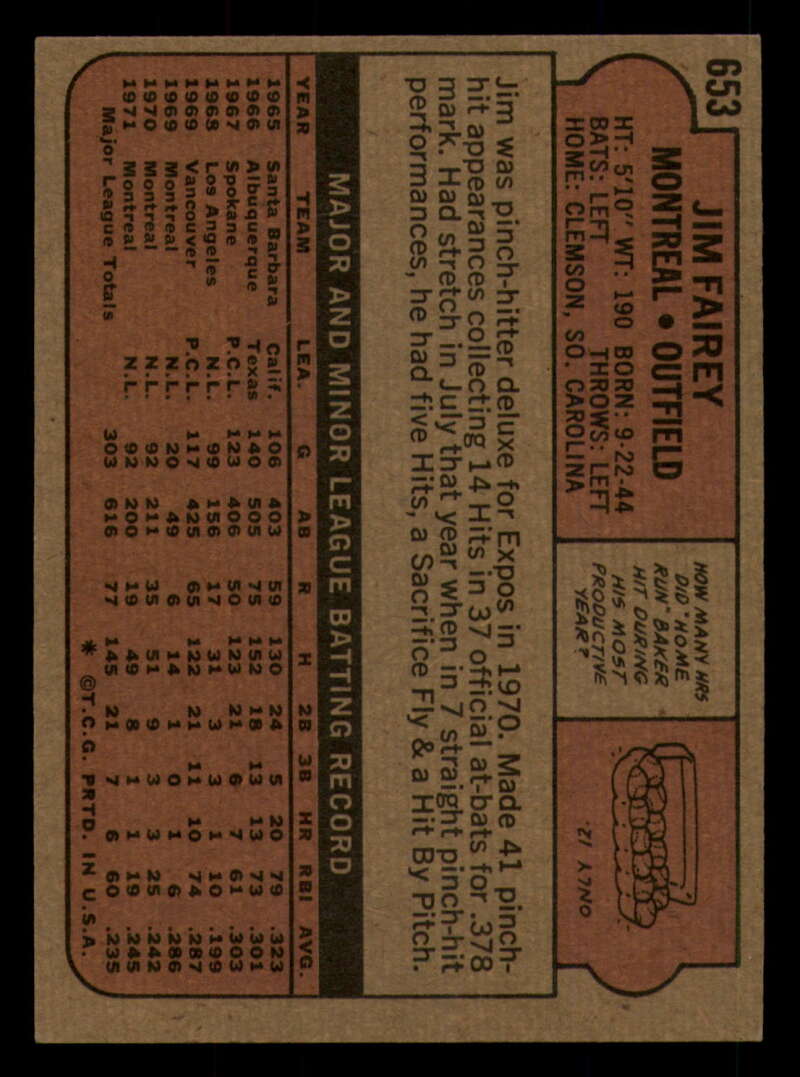 653
JIM FAIREY
MONTREAL • OUTFIELD
HT: 5'10" WT: 190 BORN: 9-22-44
BATS: LEFT THROWS: LEFT
HOME: CLEMSON, SO. CAROLINA
HOW MANY HRS
DID "HOME
RUN" BAKER
HIT DURING
HIS MOST
PRODUCTIVE
YEAR?
ONLY 12.
Jim was pinch-hitter deluxe for Expos in 1970. Made 41 pinch-
hit appearances collecting 14 Hits in 37 official at-bats for .378
mark. Had stretch in July that year when in 7 straight pinch-hit
performances, he had five Hits, a Sacrifice Fly & a Hit By Pitch.
MAJOR AND MINOR LEAGUE BATTING RECORD
YEAR TEAM LEA. G AB R H 2B 3B HR RBI AVG.
1965 Santa Barbara Calif. 106 403 59 130 24 5 20 79 .323
1966 Albuquerque Texas 140 505 75 152 18 13 13 73 .301
1967 Spokane P.C.L. 123 406 50 123 21 6 7 61 .303
1968 Los Angeles N.L. 99 156 17 31 3 3 1 10 .199
1969 Vancouver P.C.L. 117 425 65 122 21 11 10 74 .287
1969 Montreal N.L. 20 49 6 14 1 0 1 6 .286
1970 Montreal N.L. 92 211 35 51 9 3 3 25 .242
1971 Montreal N.L. 92 200 19 49 8 1 1 19 .245
Major League Totals 303 616 77 145 21 7 6 60 .235
* ©T.C.G. PRTD. IN U.S.A.